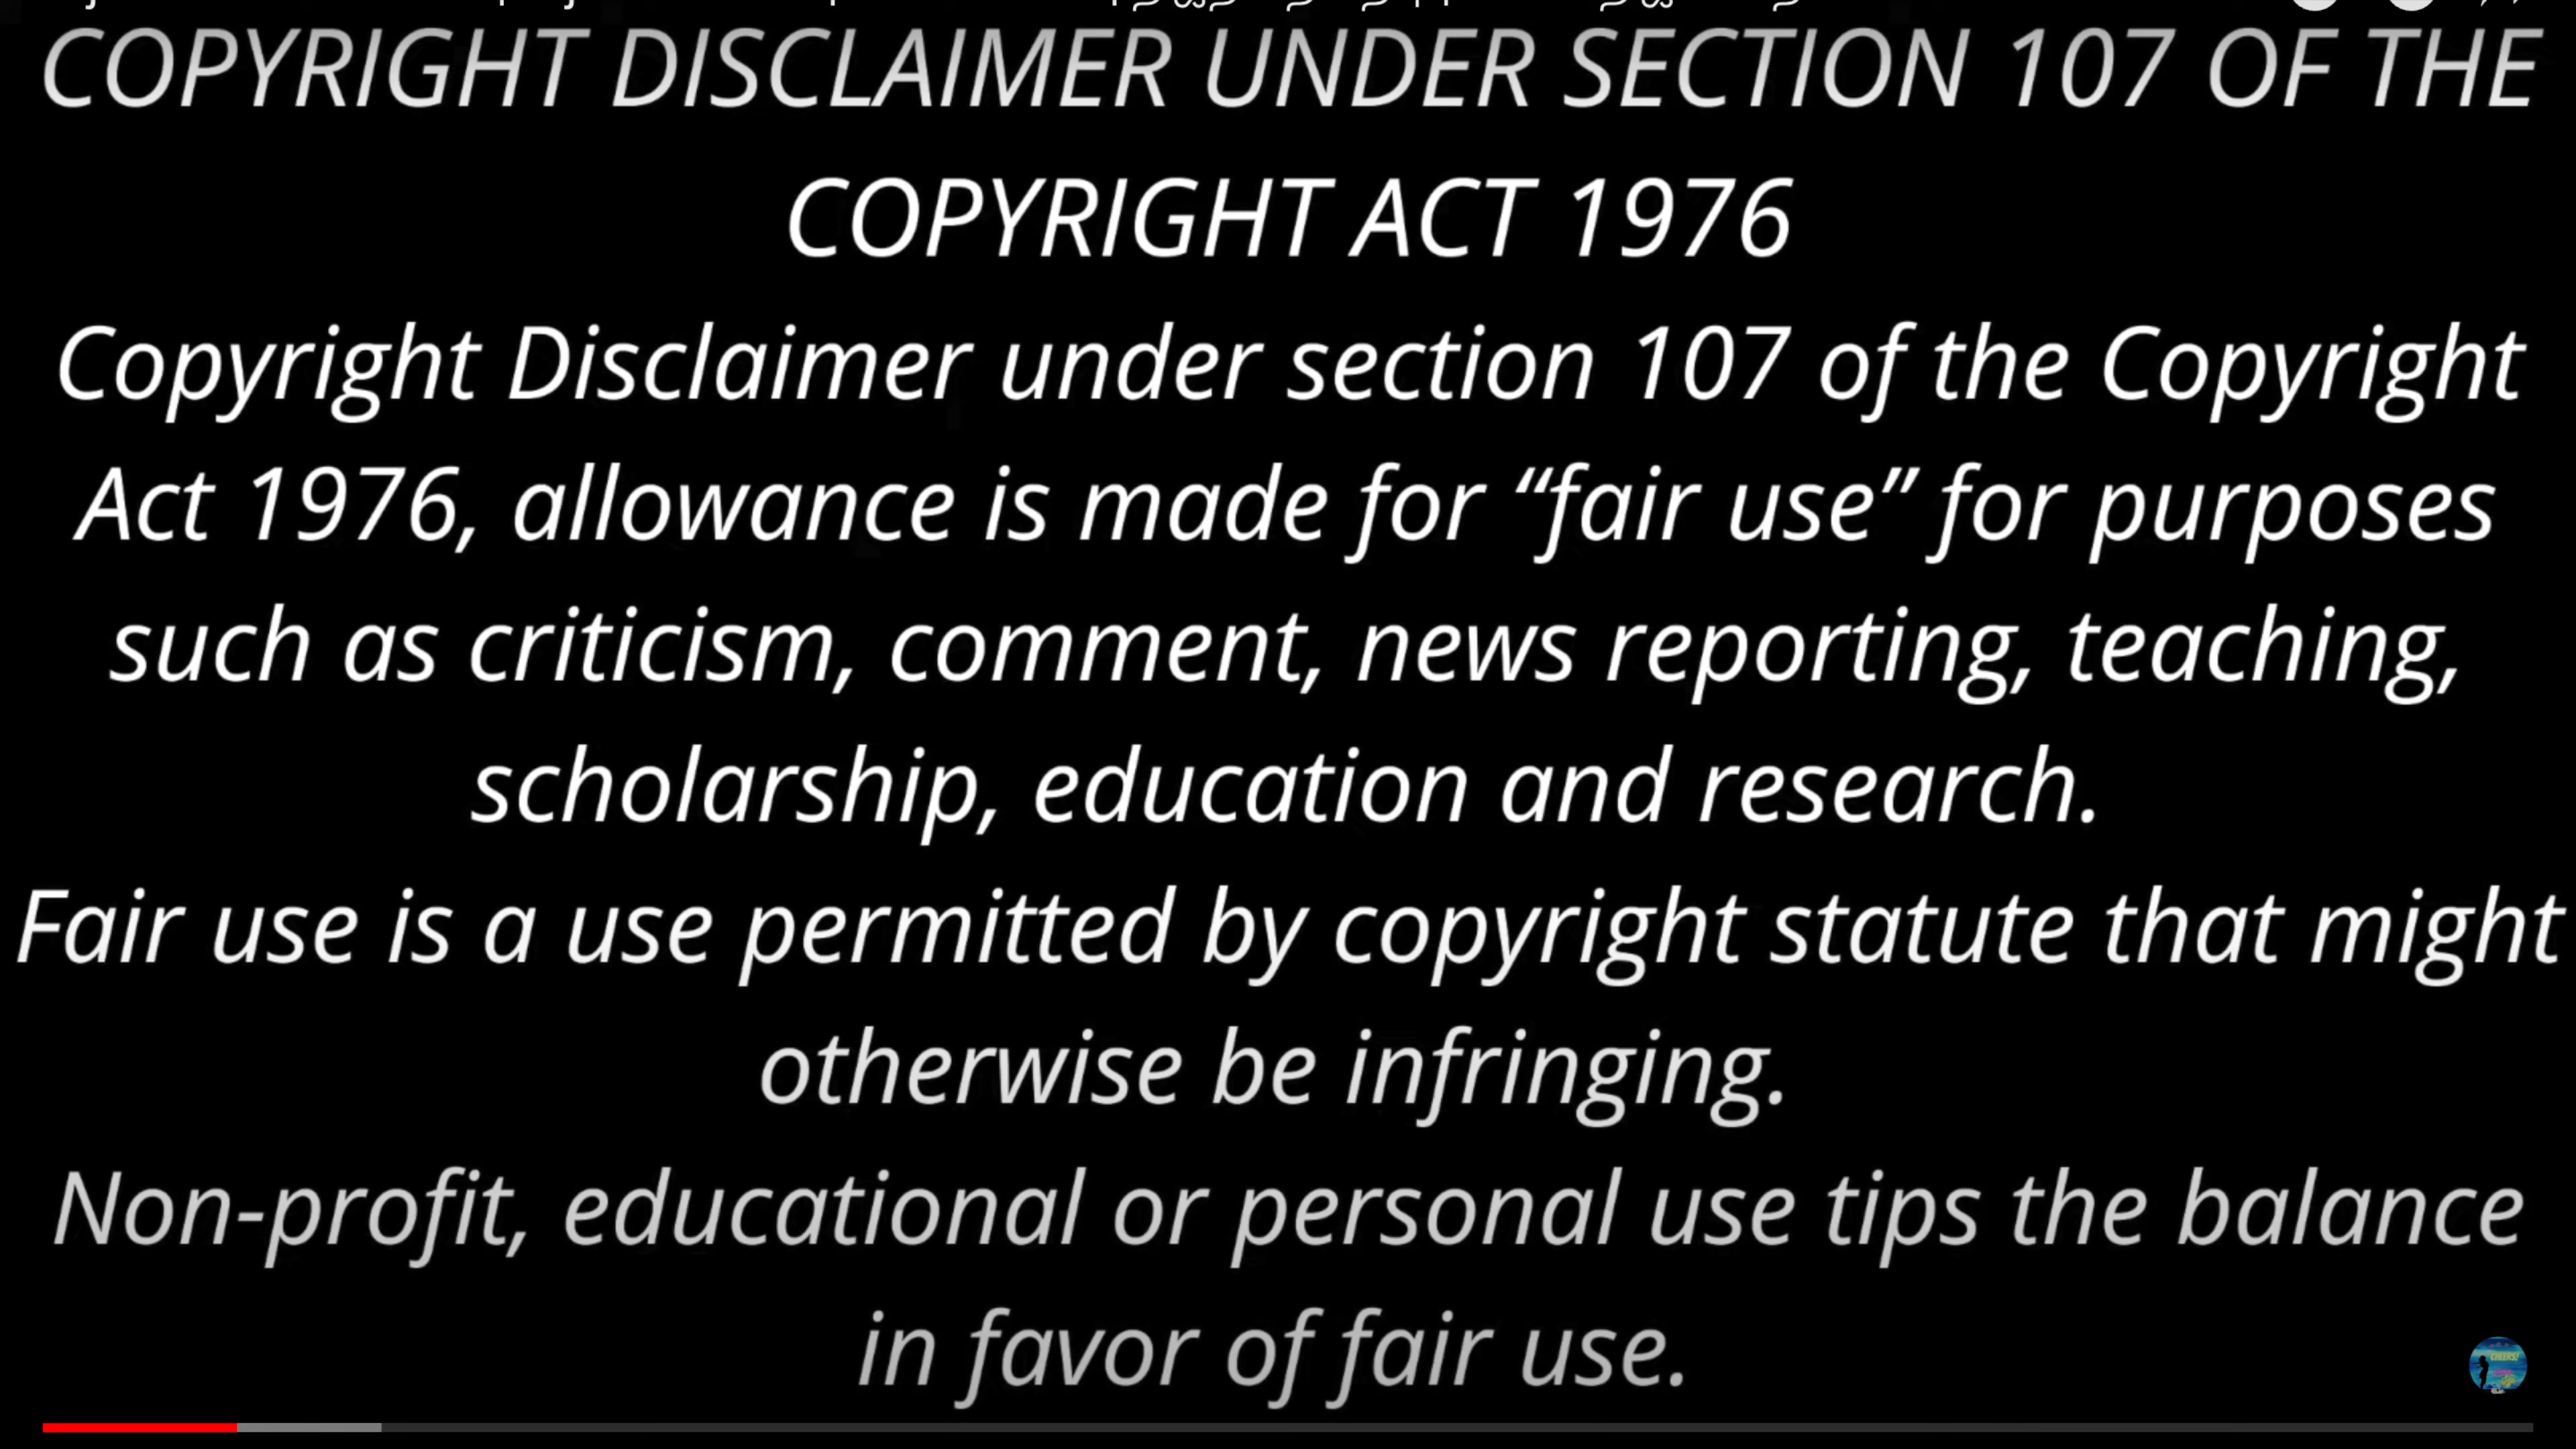 COPYRIGHT DISCLAIMER UNDER SECTION 107 OF THE
COPYRIGHT ACT 1976
Copyright Disclaimer under section 107 of the Copyright
Act 1976, allowance is made for “fair use” for purposes
such as criticism, comment, news reporting, teaching,
scholarship, education and research.
Fair use is a use permitted by copyright statute that might
otherwise be infringing.
Non-profit, educational or personal use tips the balance
in favor of fair use.
CHEERS!